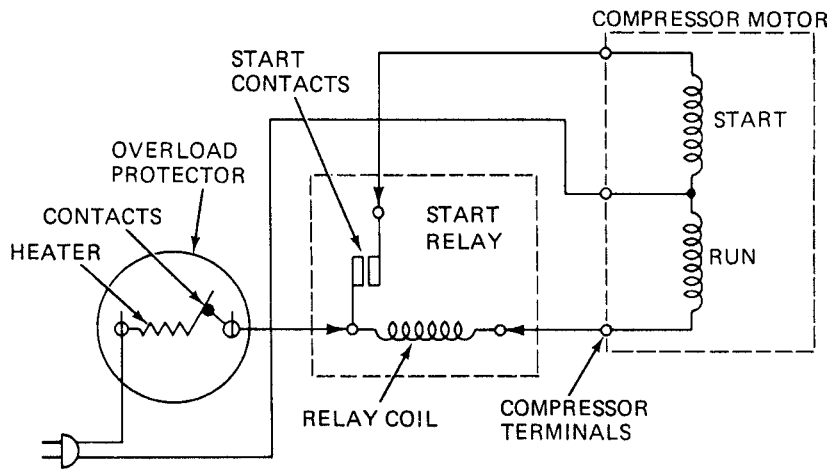 COMPRESSOR MOTOR
START
CONTACTS
START
OVERLOAD
PROTECTOR
CONTACTS
START
RELAY
HEATER
RUN
RELAY COIL
COMPRESSOR
TERMINALS